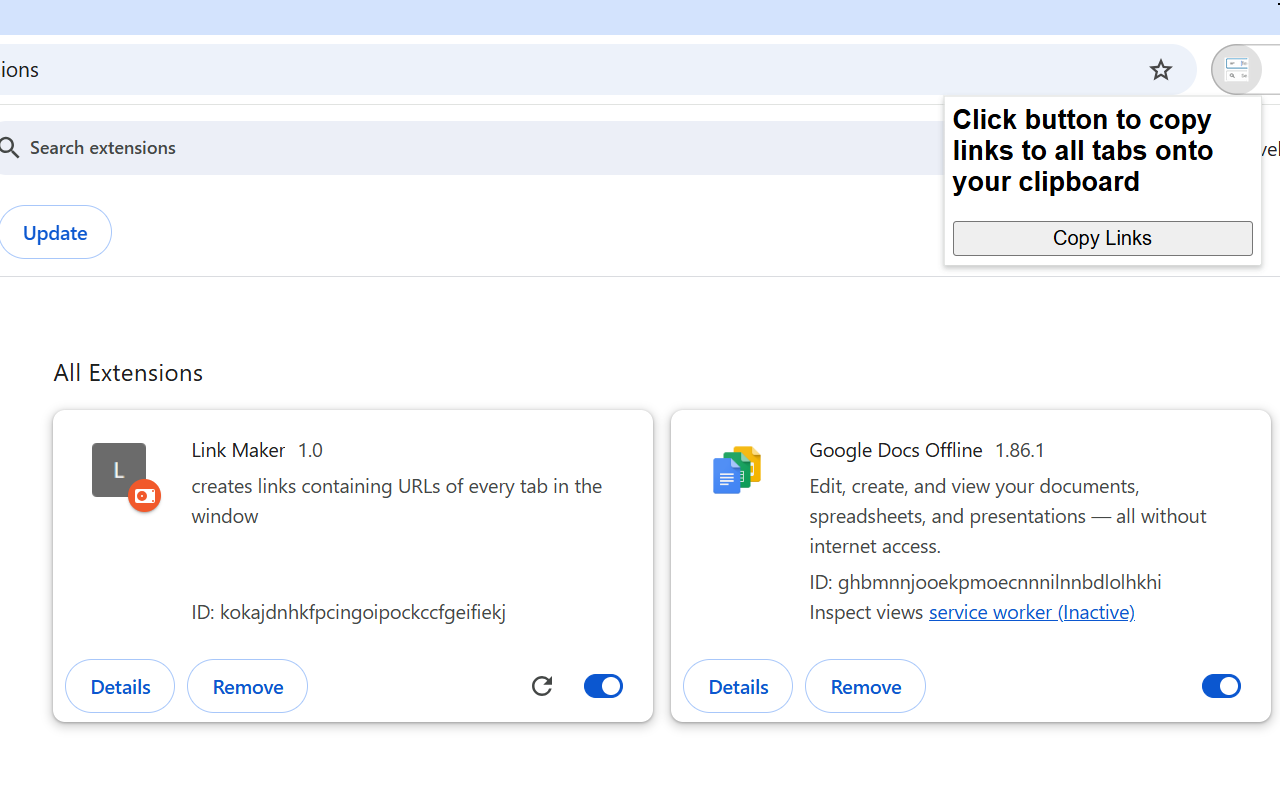 ions
Search extensions
Click button to copy
links to all tabs onto
your clipboard
Copy Links
Update
All Extensions
L
Link Maker 1.0
creates links containing URLs of every tab in the
window
ID: kokajdnhkfpcingoipockccfgeifiekj
Details
Remove
Google Docs Offline 1.86.1
Edit, create, and view your documents,
spreadsheets, and presentations — all without
internet access.
ID: ghbmnnjooekpmoecnnnilnnbdlolhkhi
Inspect views service worker (Inactive)
Details
Remove